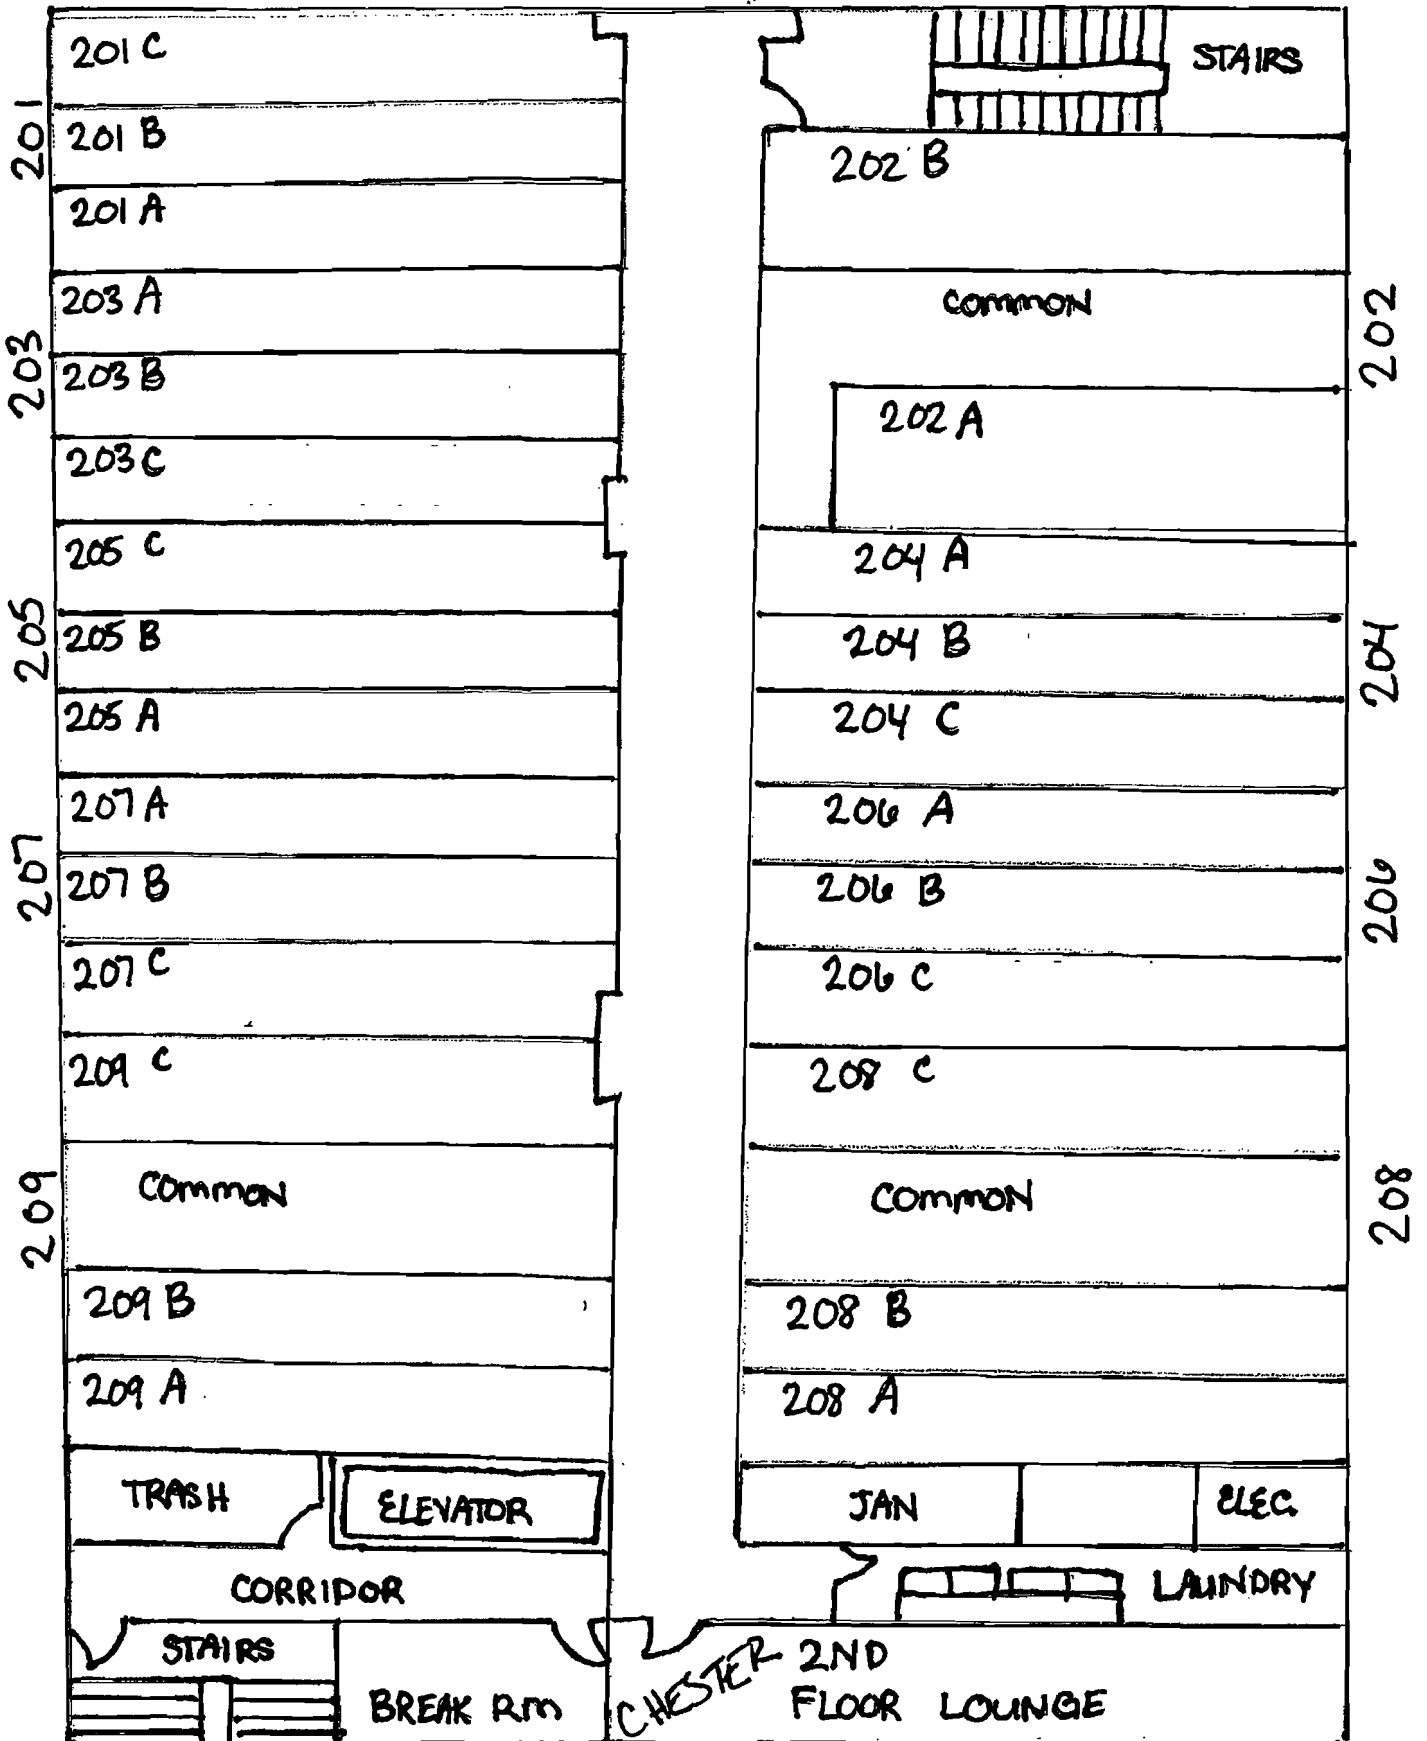 201 C
STAIRS
201
201 B
202 B
201 A
203 A
COMMON
202
203
203 B
202 A
203 C
205 C
204 A
205
205 B
204 B
204
205 A
204 C
207 A
206 A
207
207 B
206 B
206
207 C
206 C
209 C
208 C
209
COMMON
COMMON
208
209 B
208 B
209 A
208 A
TRASH
ELEVATOR
JAN
ELEC.
CORRIDOR
LAUNDRY
STAIRS
BREAK RM
CHESTER
2ND
FLOOR LOUNGE